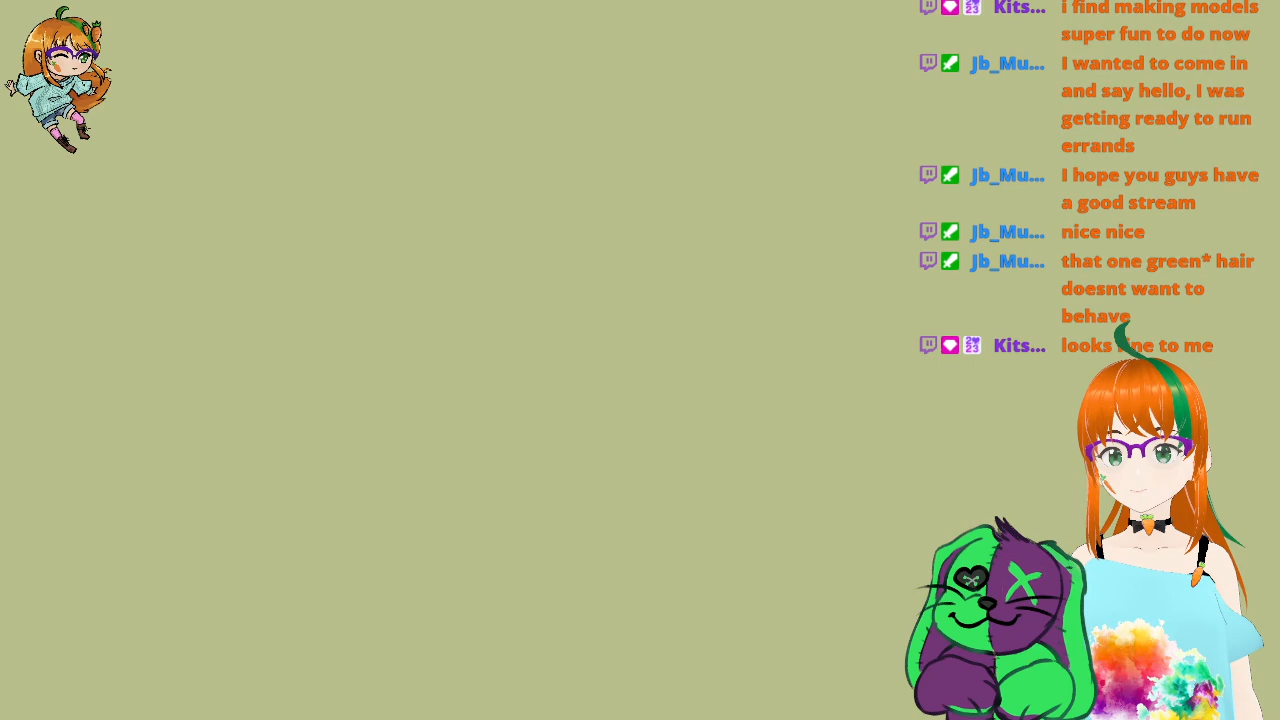 Kits... i find making models
super fun to do now
Jb_Mu... I wanted to come in
and say hello, I was
getting ready to run
errands
Jb_Mu... I hope you guys have
a good stream
Jb_Mu... nice nice
Jb_Mu... that one green* hair
doesnt want to
behave
Kits... looks fine to me